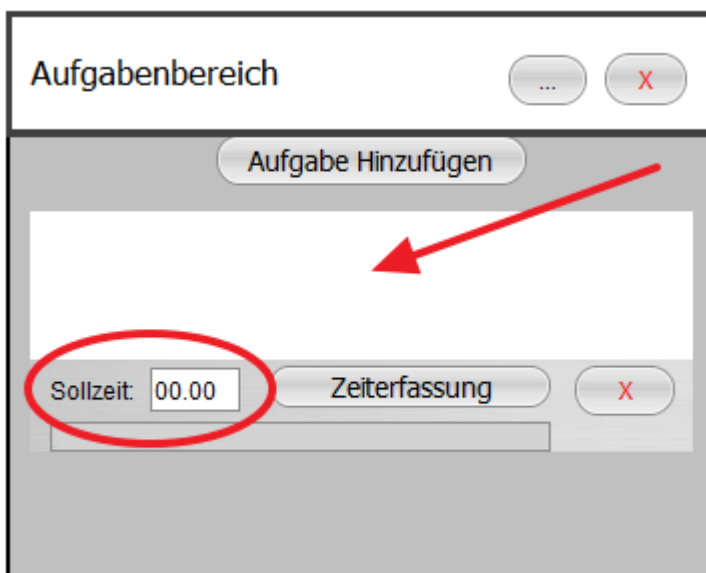 Aufgabenbereich ... X
Aufgabe Hinzufügen
Sollzeit: 00.00 Zeiterfassung X